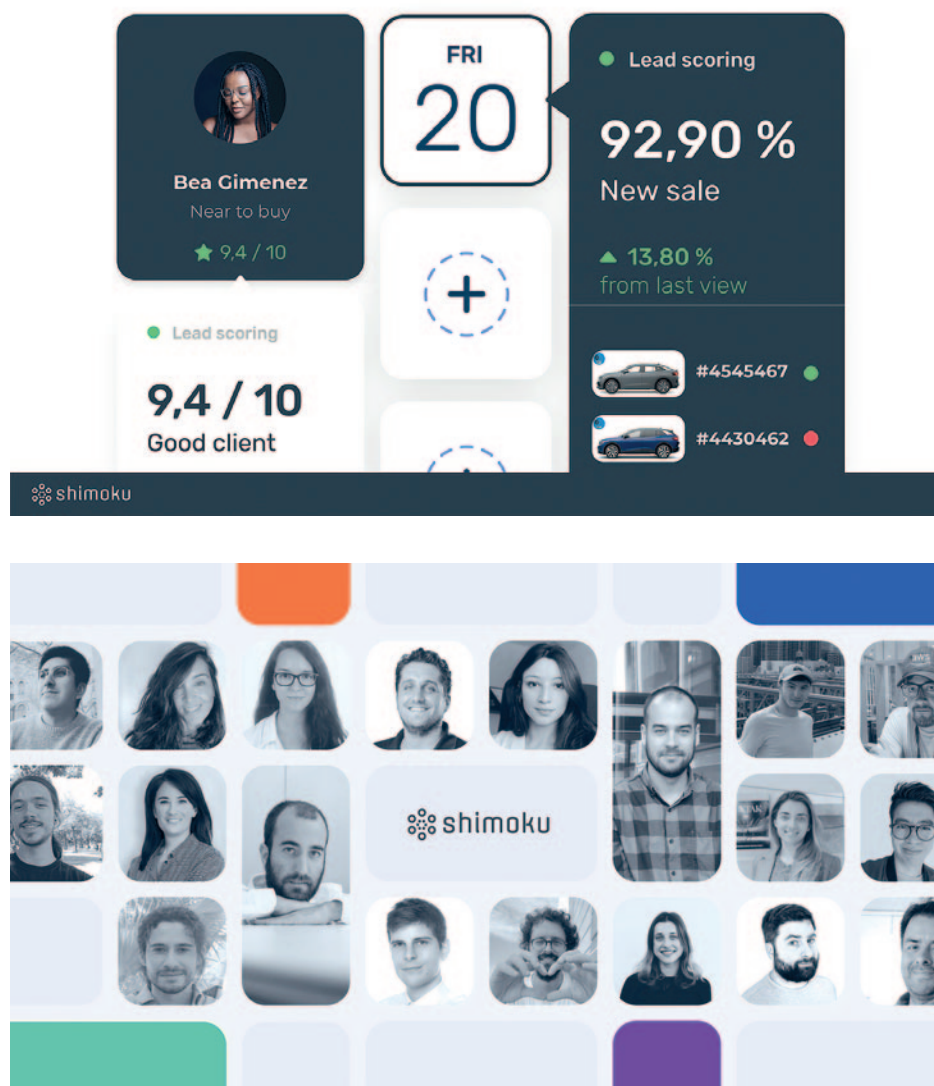 Bea Gimenez
Near to buy
9,4 / 10
Lead scoring
9,4 / 10
Good client
FRI
20
Lead scoring
92,90 %
New sale
13,80 %
from last view
#4545467
#4430462
shimoku
shimoku